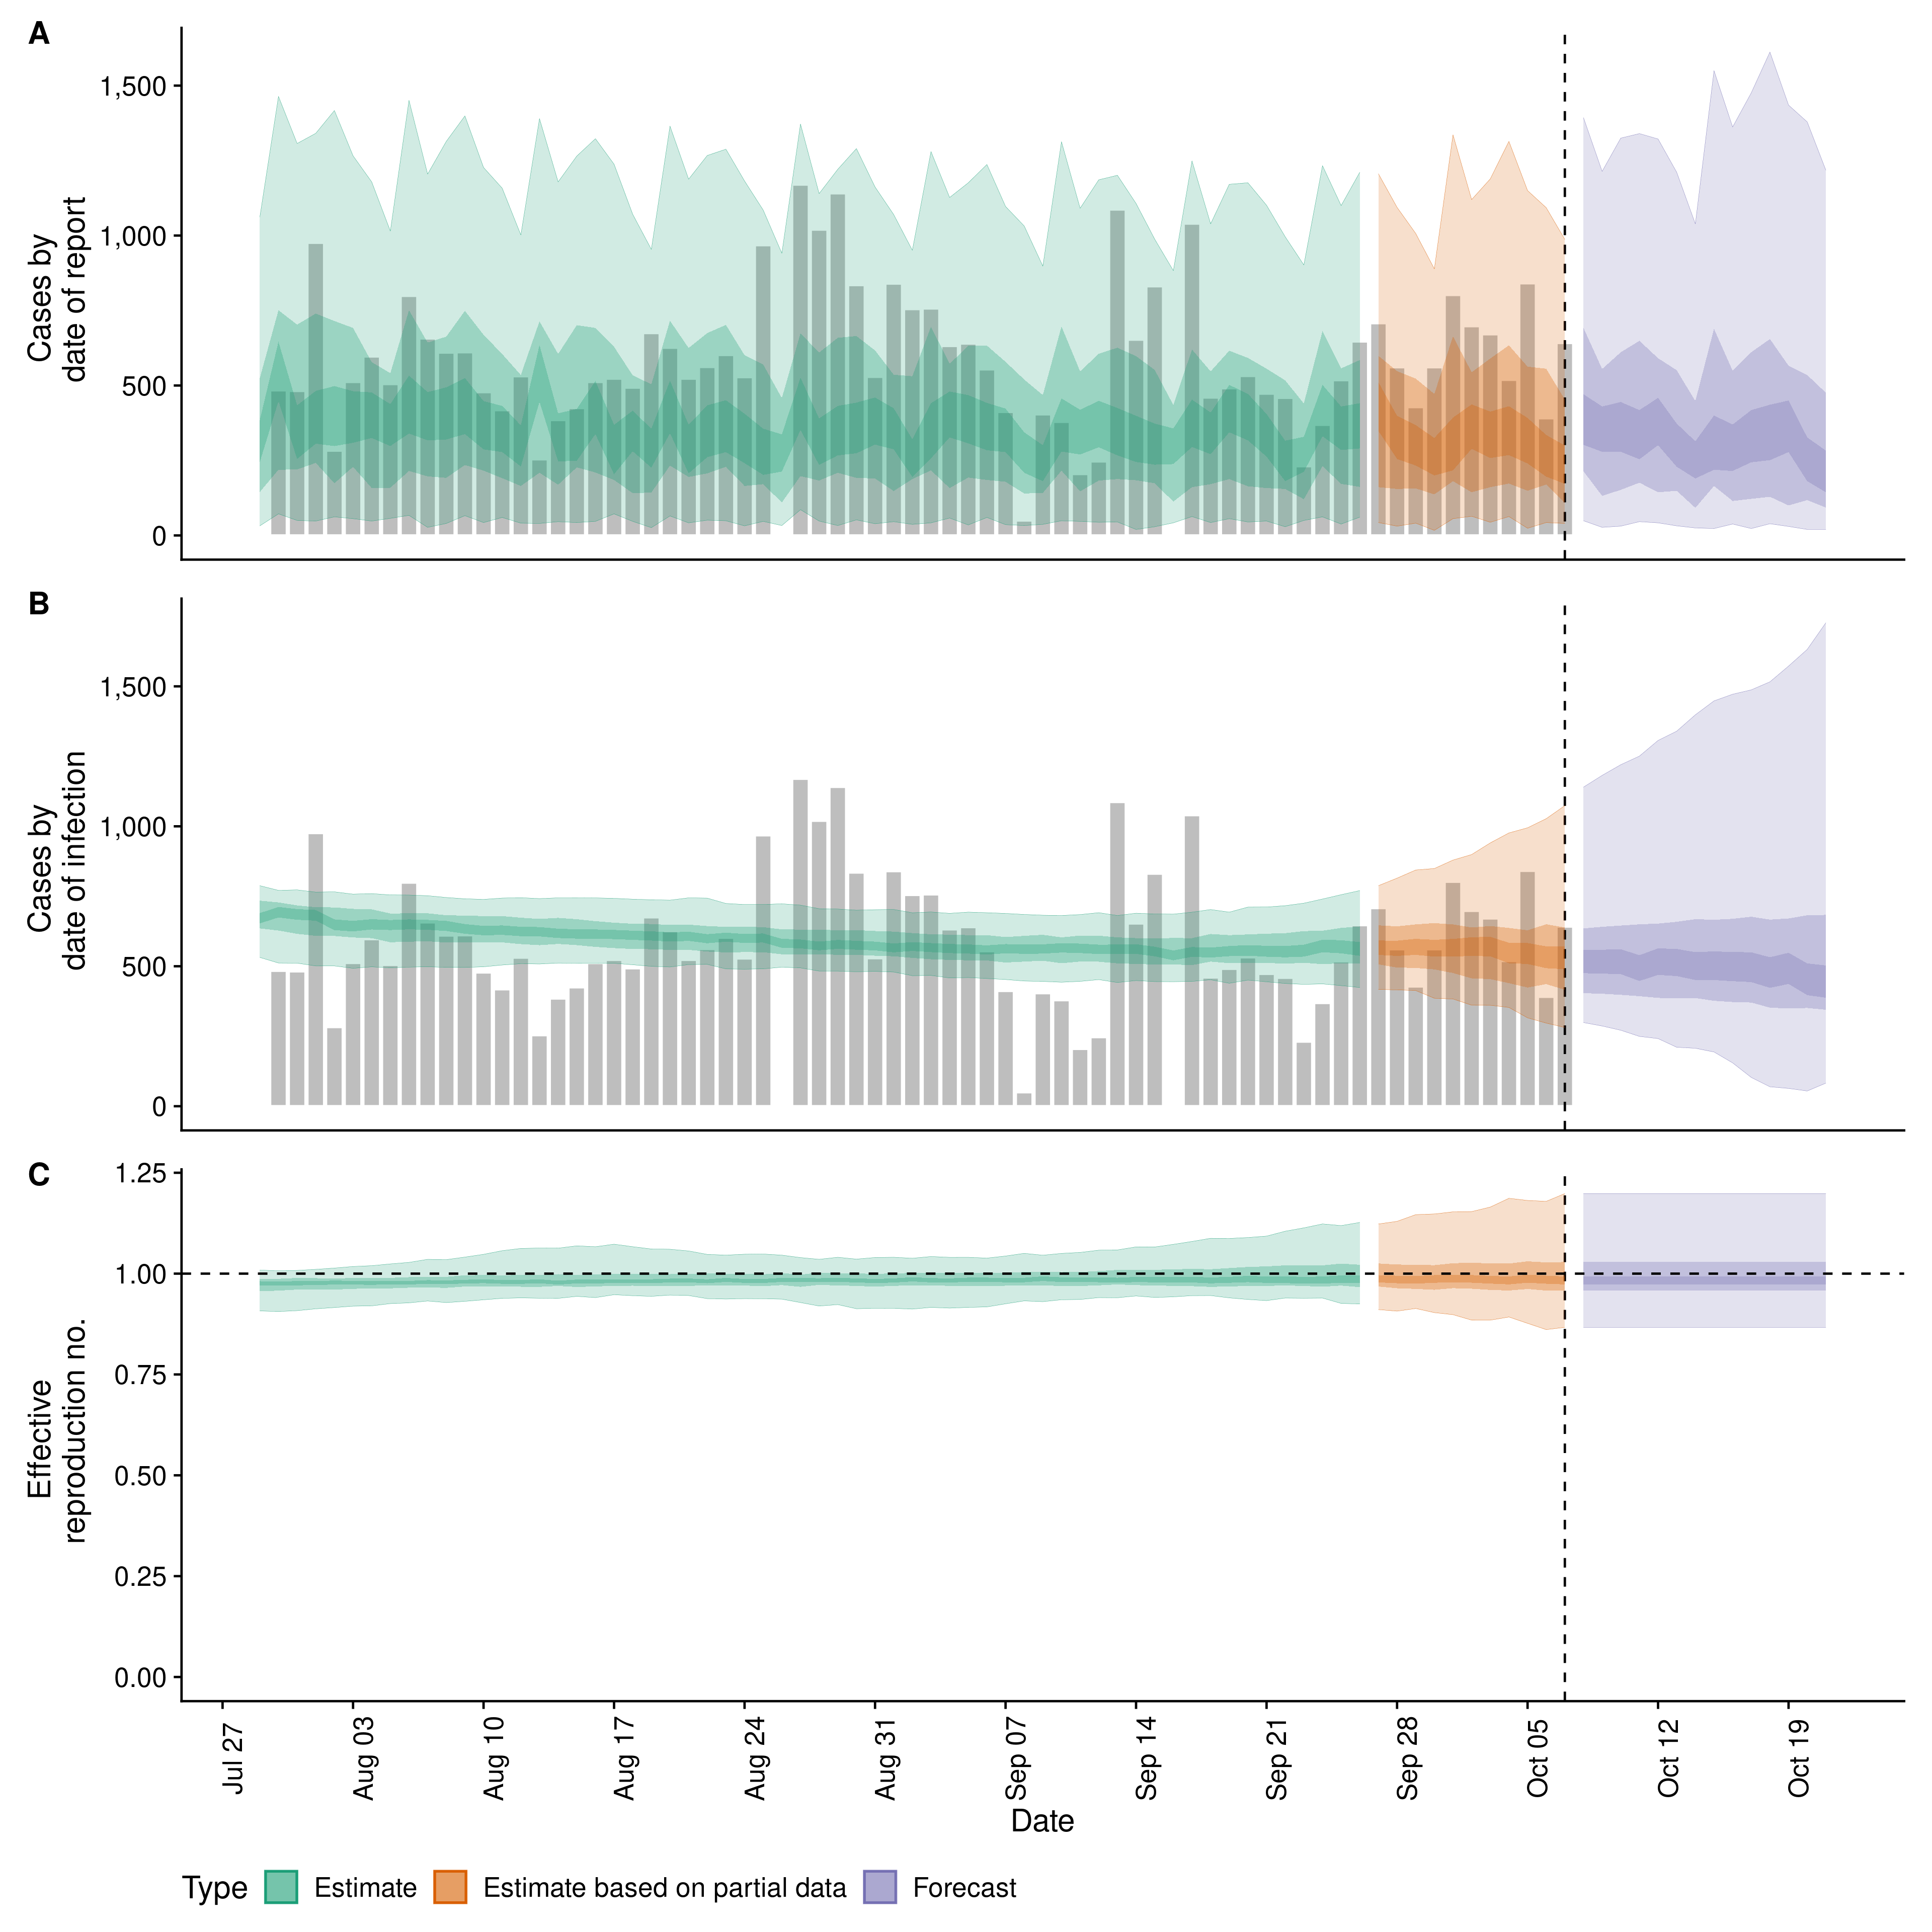 A
1,500
1,000
500
0
Cases by
date of report
B
1,500
1,000
500
0
Cases by
date of infection
C
1.25
1.00
0.75
0.50
0.25
0.00
Effective
reproduction no.
Jul 27
Aug 03
Aug 10
Aug 17
Aug 24
Aug 31
Sep 07
Sep 14
Sep 21
Sep 28
Oct 05
Oct 12
Oct 19
Date
Type Estimate Estimate based on partial data Forecast